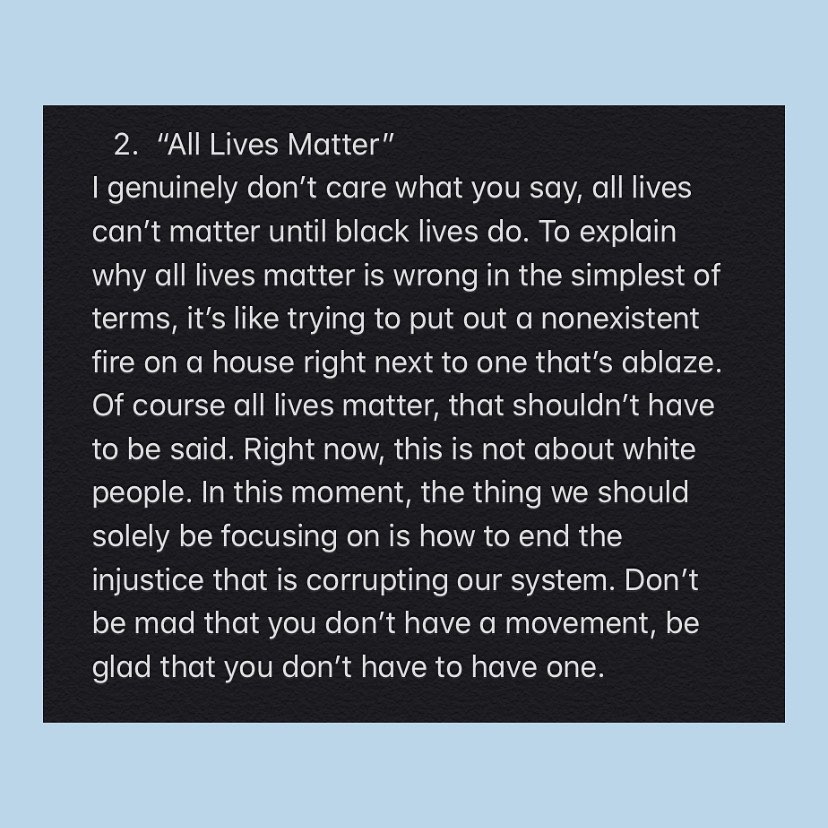 2. “All Lives Matter”
I genuinely don’t care what you say, all lives
can’t matter until black lives do. To explain
why all lives matter is wrong in the simplest of
terms, it’s like trying to put out a nonexistent
fire on a house right next to one that’s ablaze.
Of course all lives matter, that shouldn’t have
to be said. Right now, this is not about white
people. In this moment, the thing we should
solely be focusing on is how to end the
injustice that is corrupting our system. Don’t
be mad that you don’t have a movement, be
glad that you don’t have to have one.